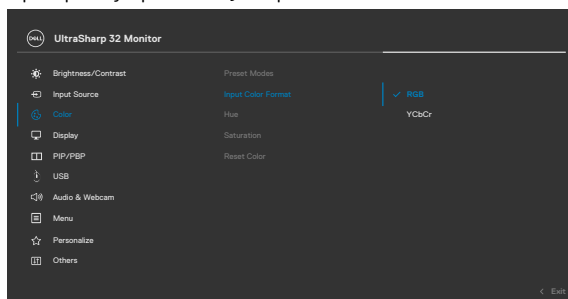 DELL UltraSharp 32 Monitor
Brightness/Contrast Preset Modes
Input Source Input Color Format ✓ RGB
Color Hue YCbCr
Display Saturation
PIP/PBP Reset Color
USB
Audio & Webcam
Menu
Personalize
Others
< Exit